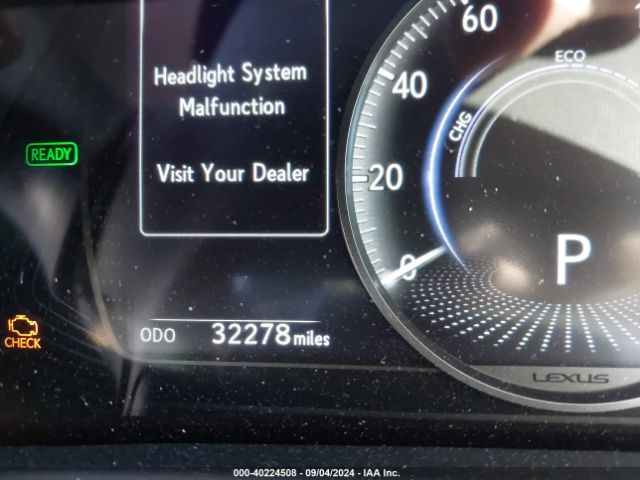 60
ECO
Headlight System
Malfunction
40
CHG
READY
Visit Your Dealer
20
P
0
CHECK
ODO 32278 miles
LEXUS
000-40224508 - 09/04/2024 - IAA Inc.